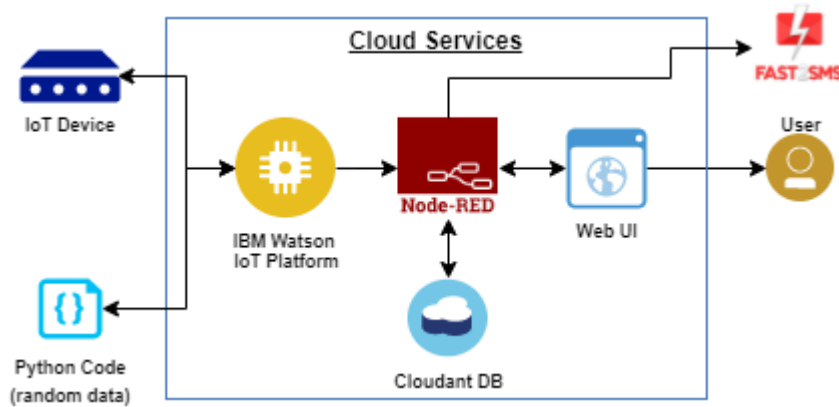 Cloud Services
FAST2SMS
IoT Device
User
Node-RED
IBM Watson
IoT Platform
Web UI
{}
Python Code
(random data)
Cloudant DB